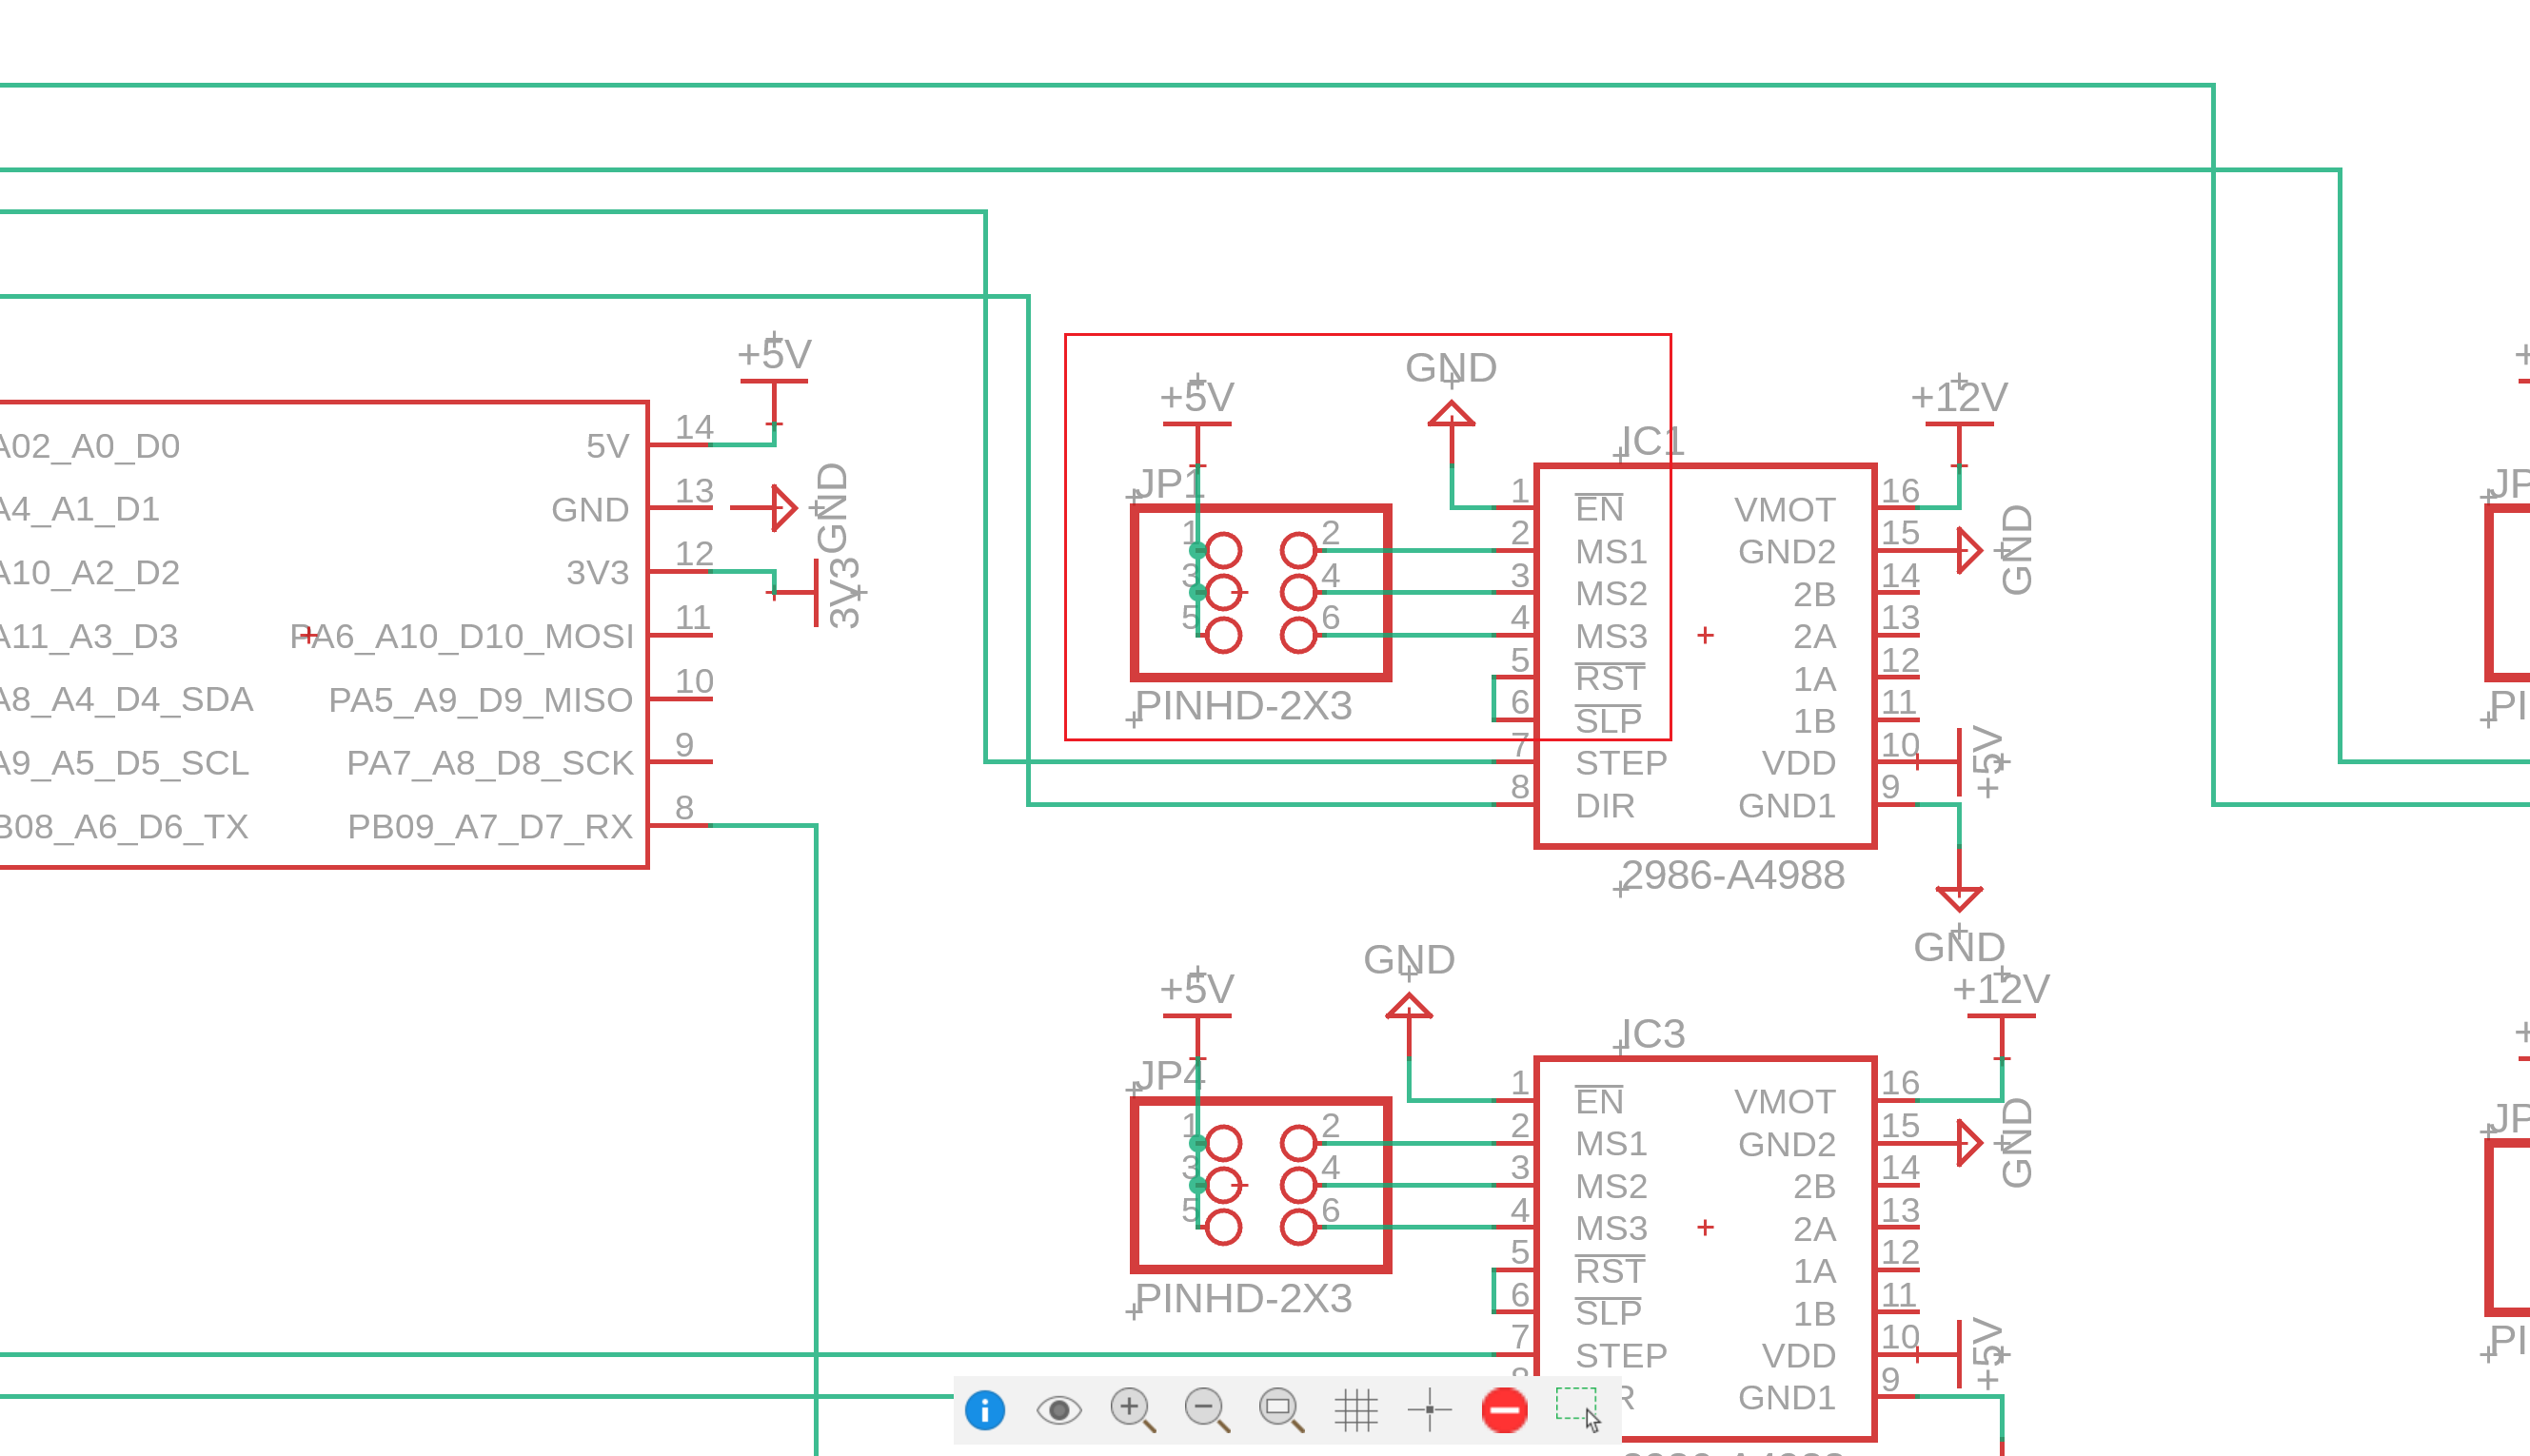 +5V
A02_A0_D0
5V
14
A4_A1_D1
GND
13
GND
A10_A2_D2
3V3
12
3V3
A11_A3_D3
PA6_A10_D10_MOSI
11
A8_A4_D4_SDA
PA5_A9_D9_MISO
10
A9_A5_D5_SCL
PA7_A8_D8_SCK
9
B08_A6_D6_TX
PB09_A7_D7_RX
8
+5V
GND
JP1
1 2
3 4
5 6
PINHD-2X3
IC1
+12V
1 EN VMOT 16
2 MS1 GND2 15
GND
3 MS2 2B 14
4 MS3 2A 13
5 RST 1A 12
6 SLP 1B 11
7 STEP VDD 10
+5V
8 DIR GND1 9
2986-A4988
GND
+5V
GND
JP4
1 2
3 4
5 6
PINHD-2X3
IC3
+12V
1 EN VMOT 16
2 MS1 GND2 15
GND
3 MS2 2B 14
4 MS3 2A 13
5 RST 1A 12
6 SLP 1B 11
7 STEP VDD 10
+5V
R GND1 9
JP
PI
JP
PI